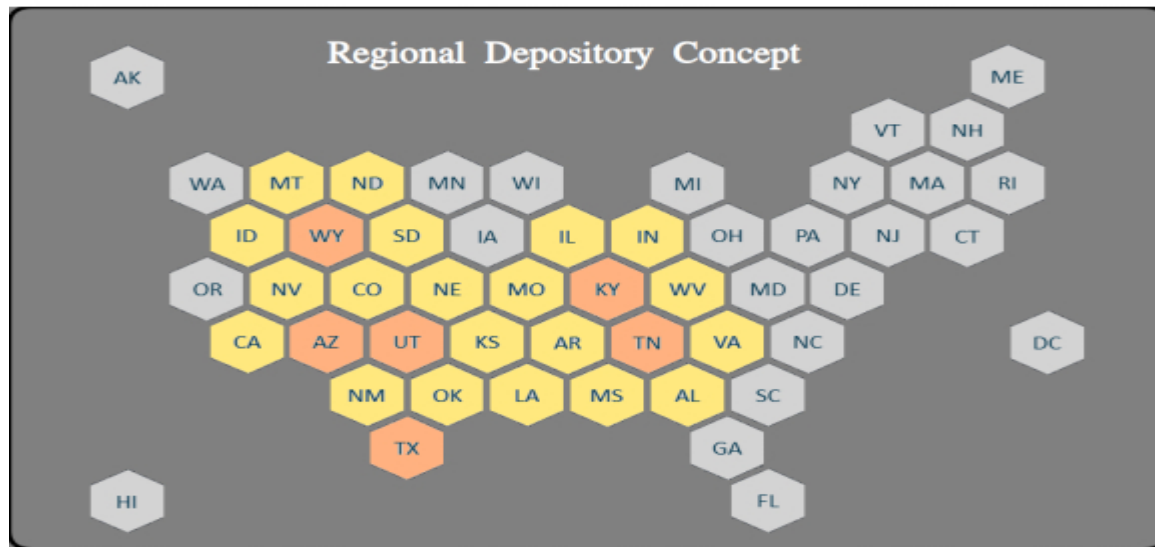 Regional Depository Concept
AK
ME
VT NH
WA MT ND MN WI MI NY MA RI
ID WY SD IA IL IN OH PA NJ CT
OR NV CO NE MO KY WV MD DE
CA AZ UT KS AR TN VA NC DC
NM OK LA MS AL SC
TX GA
HI FL